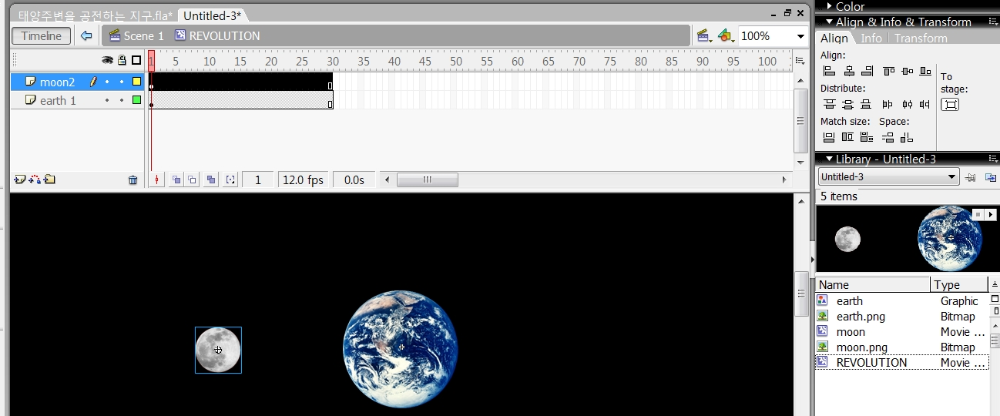 태양주변을 공전하는 지구.fla* Untitled-3*
Timeline Scene 1 REVOLUTION 100%
1 5 10 15 20 25 30 35 40 45 50 55 60 65 70 75 80 85 90 95 100
moon2
earth 1
1 12.0 fps 0.0s
Color
Align & Info & Transform
Align Info Transform
Align:
To stage:
Distribute:
Match size: Space:
Library - Untitled-3
Untitled-3
5 items
Name Type
earth Graphic
earth.png Bitmap
moon Movie ...
moon.png Bitmap
REVOLUTION Movie ...